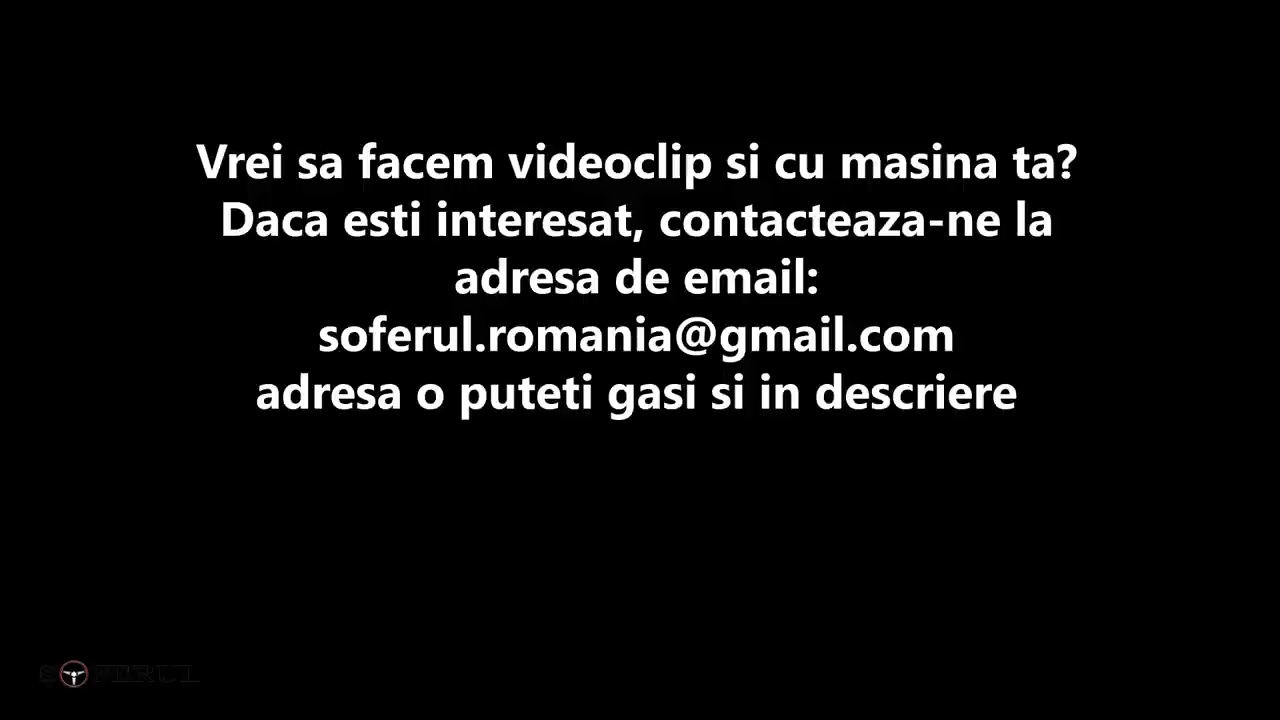 Vrei sa facem videoclip si cu masina ta?
Daca esti interesat, contacteaza-ne la
adresa de email:
soferul.romania@gmail.com
adresa o puteti gasi si in descriere
SOFERUL